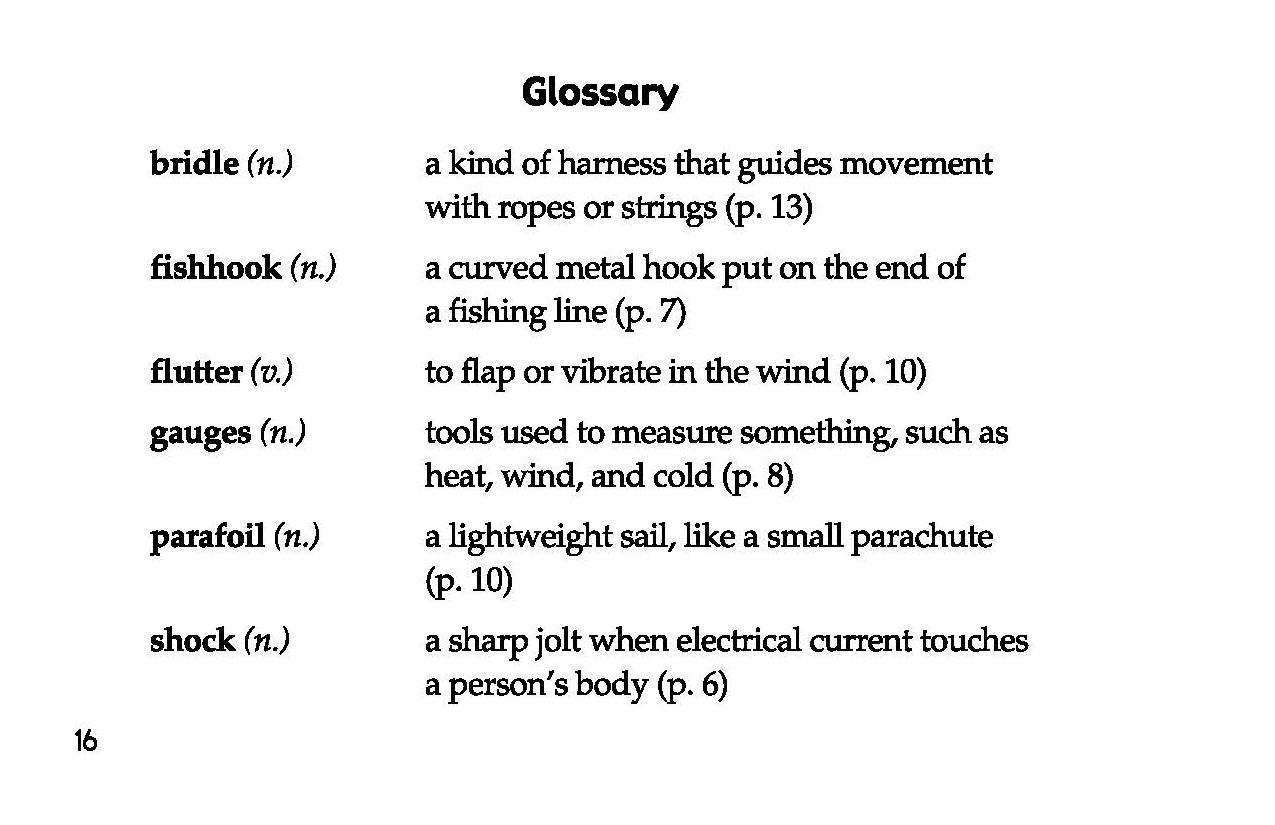 Glossary
bridle (n.) a kind of harness that guides movement
with ropes or strings (p. 13)
fishhook (n.) a curved metal hook put on the end of
a fishing line (p. 7)
flutter (v.) to flap or vibrate in the wind (p. 10)
gauges (n.) tools used to measure something, such as
heat, wind, and cold (p. 8)
parafoil (n.) a lightweight sail, like a small parachute
(p. 10)
shock (n.) a sharp jolt when electrical current touches
a person's body (p. 6)
16